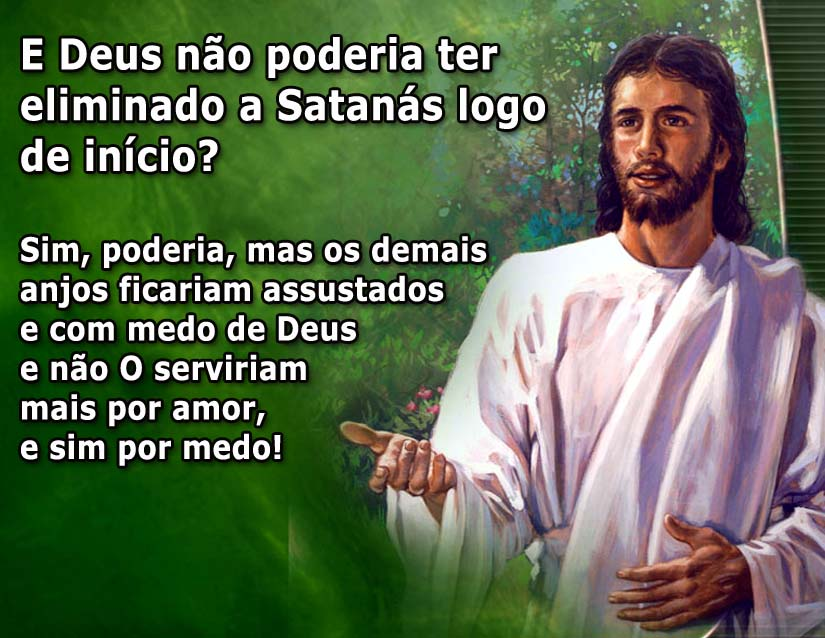 E Deus não poderia ter
eliminado a Satanás logo
de início?
Sim, poderia, mas os demais
anjos ficariam assustados
e com medo de Deus
e não O serviriam
mais por amor,
e sim por medo!